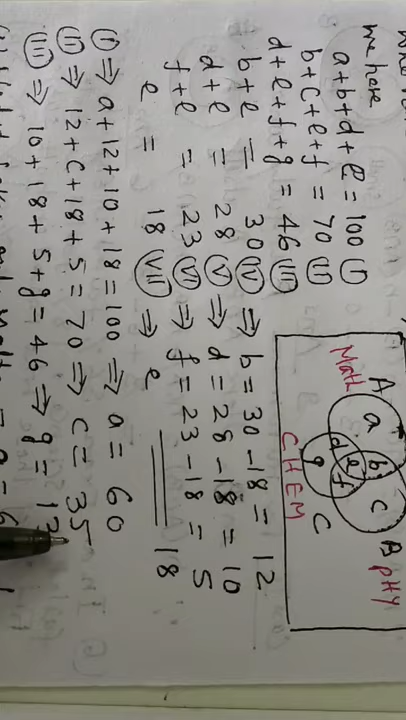 we have
a+b+d+e = 100 (I)
b+c+e+f = 70 (II)
d+e+f+g = 46 (III)
b+e = 30 (IV) ⇒ b = 30-18 = 12
d+e = 28 (V) ⇒ d = 28-18 = 10
f+e = 23 (VI) ⇒ f = 23-18 = 5
e = 18 (VII) ⇒ e 18
(I) ⇒ a+12+10+18=100 ⇒ a = 60
(II) ⇒ 12+c+18+5=70 ⇒ c = 35
(III) ⇒ 10+18+5+g=46 ⇒ g = 13
Math A
a
b
d e
f
g
c
B
PHY
C
CHEM